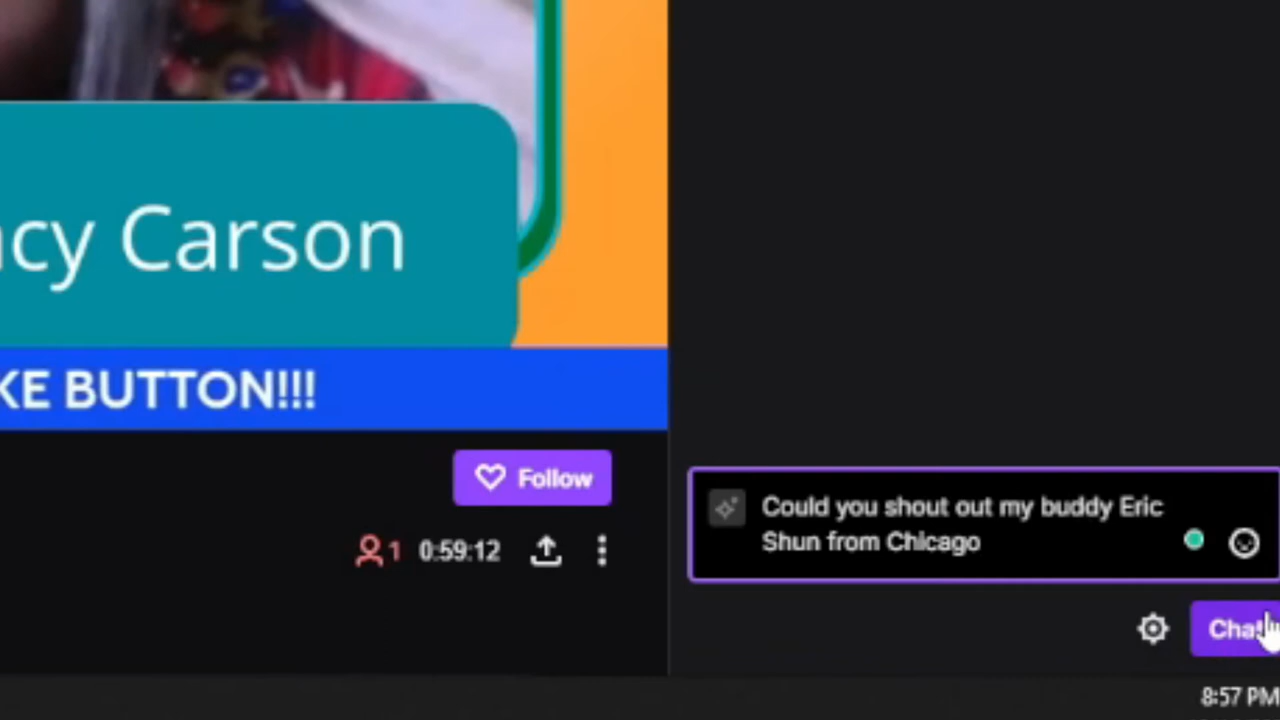 cy Carson
KE BUTTON!!!
Follow
1 0:59:12
Could you shout out my buddy Eric
Shun from Chicago
Chat
8:57 PM